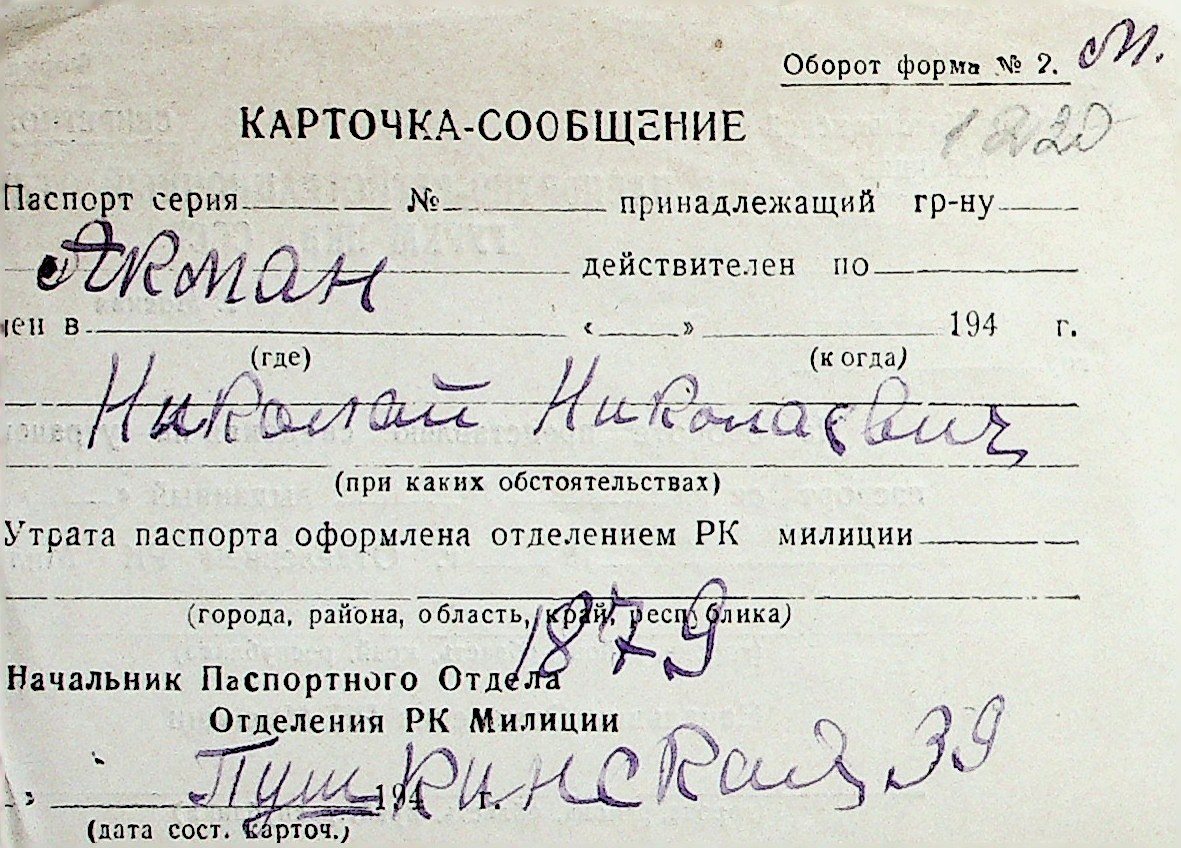 Оборот форма № 2. см.
КАРТОЧКА-СООБЩЕНИЕ 1220
Паспорт серия № принадлежащий гр-ну
Якман действителен по
ен в « » 194 г.
(где) (когда)
Николай Николаевич
(при каких обстоятельствах)
Утрата паспорта оформлена отделением РК милиции
(города, района, область, край, республика)
1879
Начальник Паспортного Отдела
Отделения РК Милиции
Пушкинская 39
» 194 г.
(дата сост. карточ.)